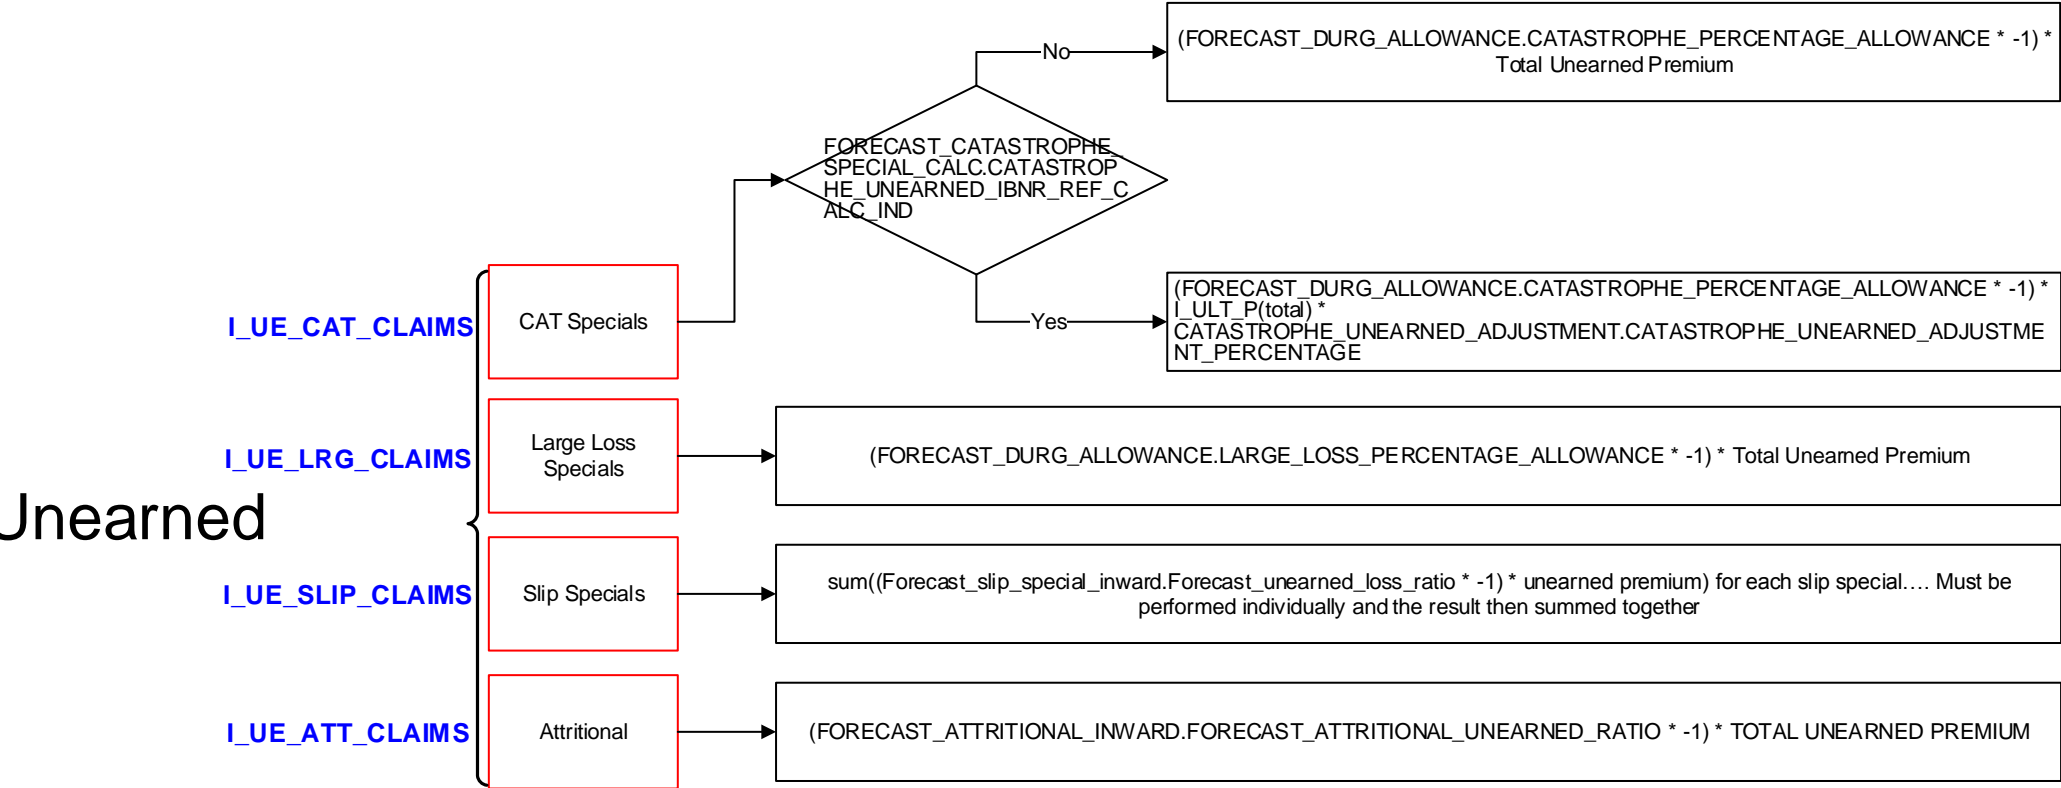 No
(FORECAST_DURG_ALLOWANCE.CATASTROPHE_PERCENTAGE_ALLOWANCE * -1) *
Total Unearned Premium
FORECAST_CATASTROPHE_
SPECIAL_CALC.CATASTROP
HE_UNEARNED_IBNR_REF_C
ALC_IND
I_UE_CAT_CLAIMS
CAT Specials
Yes
(FORECAST_DURG_ALLOWANCE.CATASTROPHE_PERCENTAGE_ALLOWANCE * -1) *
I_ULT_P(total) *
CATASTROPHE_UNEARNED_ADJUSTMENT.CATASTROPHE_UNEARNED_ADJUSTME
NT_PERCENTAGE
I_UE_LRG_CLAIMS
Large Loss
Specials
(FORECAST_DURG_ALLOWANCE.LARGE_LOSS_PERCENTAGE_ALLOWANCE * -1) * Total Unearned Premium
Unearned
I_UE_SLIP_CLAIMS
Slip Specials
sum((Forecast_slip_special_inward.Forecast_unearned_loss_ratio * -1) * unearned premium) for each slip special.... Must be
performed individually and the result then summed together
I_UE_ATT_CLAIMS
Attritional
(FORECAST_ATTRITIONAL_INWARD.FORECAST_ATTRITIONAL_UNEARNED_RATIO * -1) * TOTAL UNEARNED PREMIUM